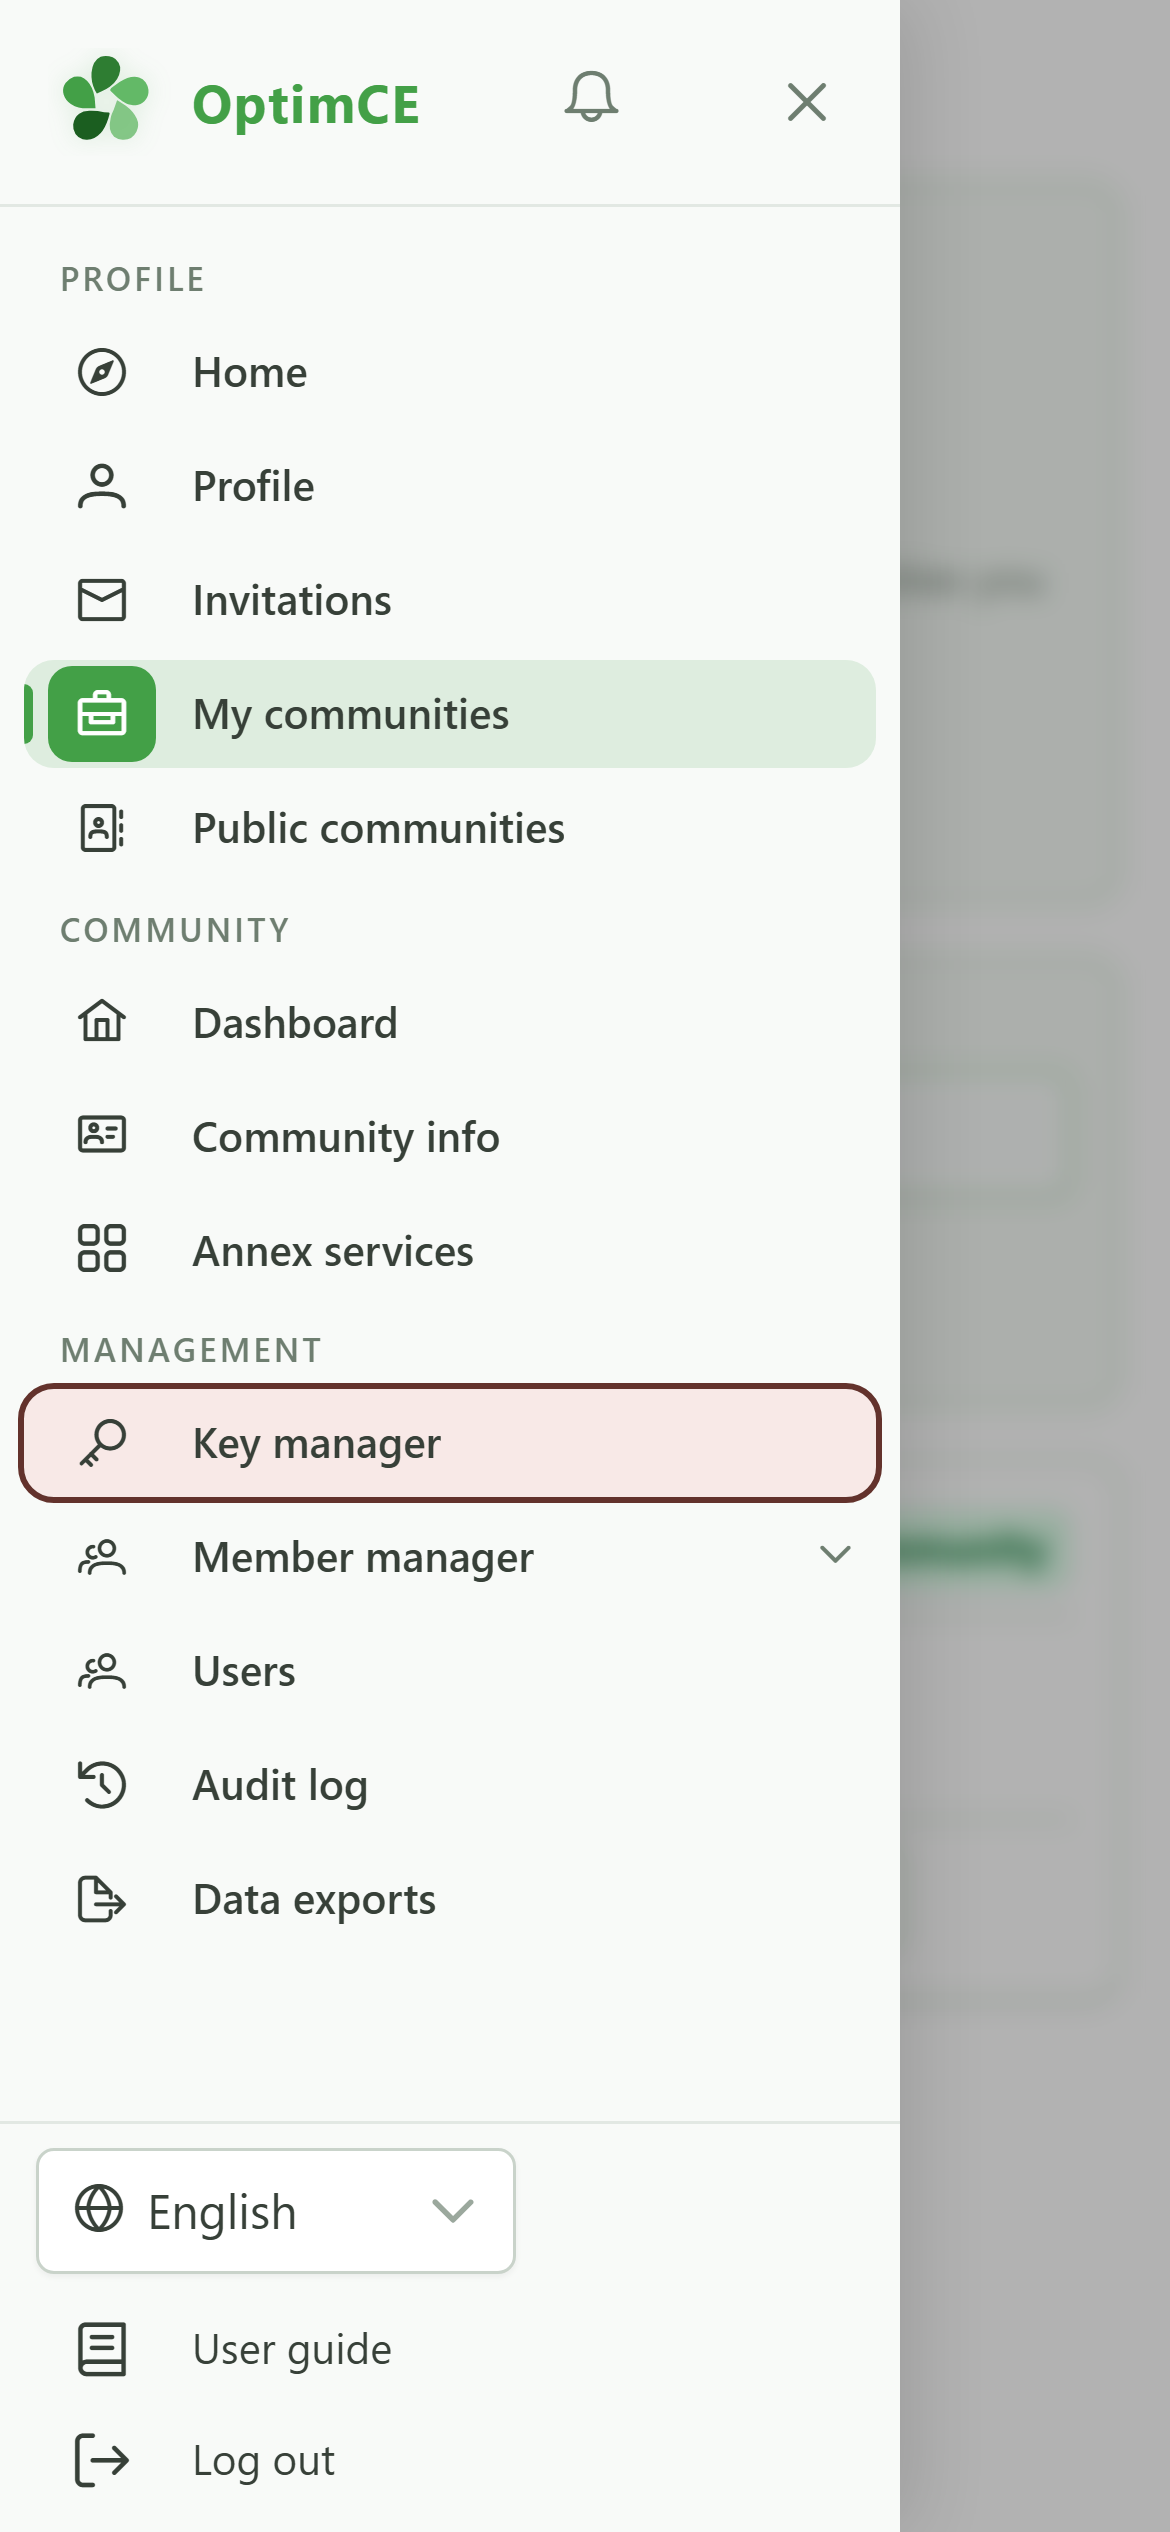 OptimCE
PROFILE
Home
Profile
Invitations
My communities
Public communities
COMMUNITY
Dashboard
Community info
Annex services
MANAGEMENT
Key manager
Member manager
Users
Audit log
Data exports
English
User guide
Log out